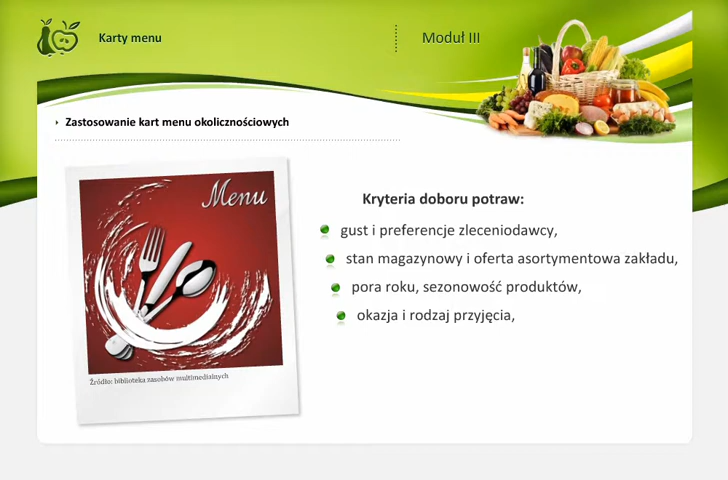 Karty menu
Moduł III
Zastosowanie kart menu okolicznościowych
Menu
Źródło: biblioteka zasobów multimedialnych
Kryteria doboru potraw:
gust i preferencje zleceniodawcy,
stan magazynowy i oferta asortymentowa zakładu,
pora roku, sezonowość produktów,
okazja i rodzaj przyjęcia,